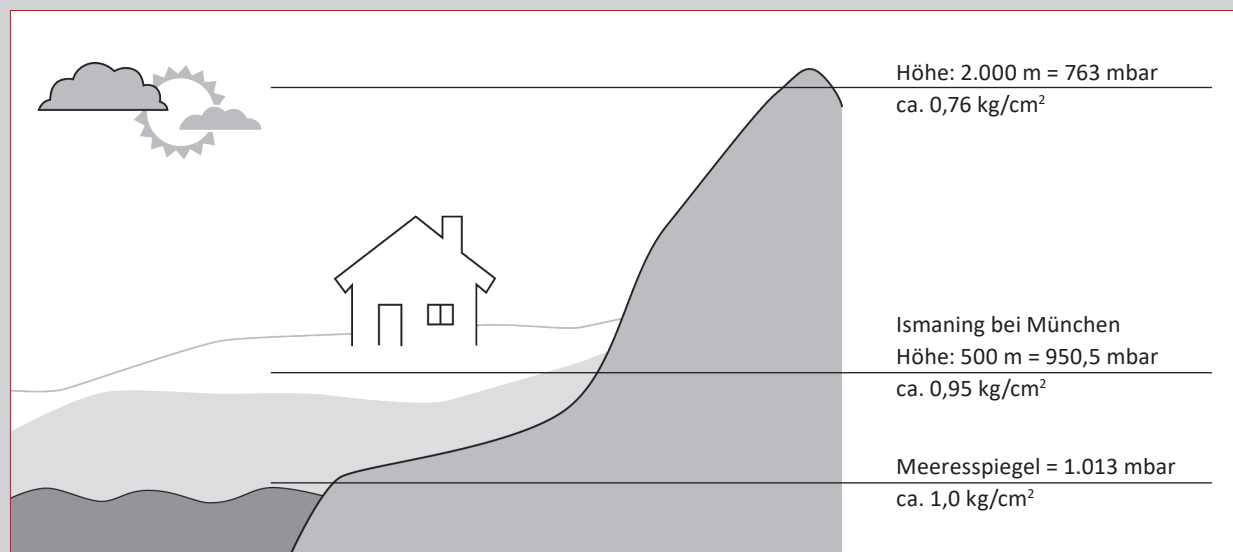 Höhe: 2.000 m = 763 mbar
ca. 0,76 kg/cm²
Ismaning bei München
Höhe: 500 m = 950,5 mbar
ca. 0,95 kg/cm²
Meeresspiegel = 1.013 mbar
ca. 1,0 kg/cm²